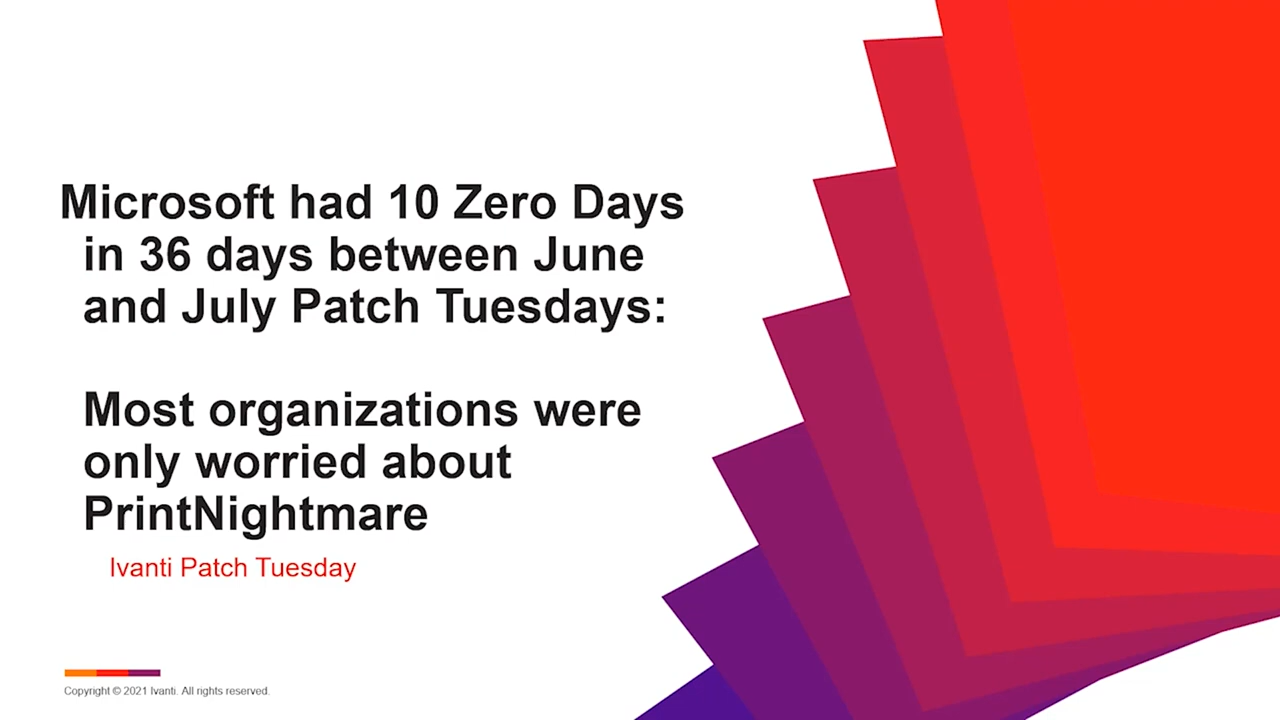 Microsoft had 10 Zero Days
in 36 days between June
and July Patch Tuesdays:
Most organizations were
only worried about
PrintNightmare
Ivanti Patch Tuesday
Copyright © 2021 Ivanti. All rights reserved.